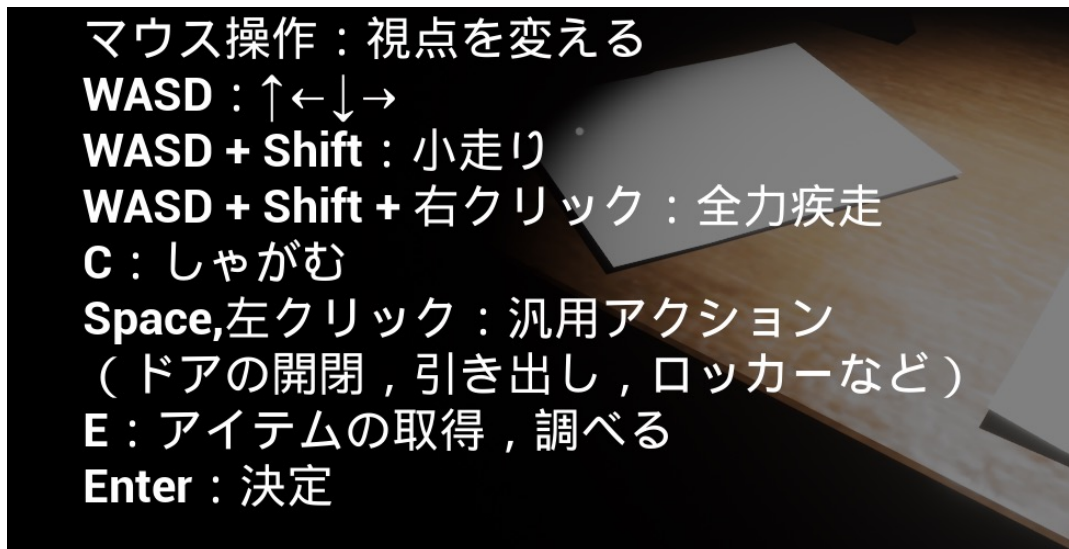 マウス操作：視点を変える
WASD：↑←↓→
WASD + Shift：小走り
WASD + Shift + 右クリック：全力疾走
C：しゃがむ
Space,左クリック：汎用アクション
（ドアの開閉，引き出し，ロッカーなど）
E：アイテムの取得，調べる
Enter：決定